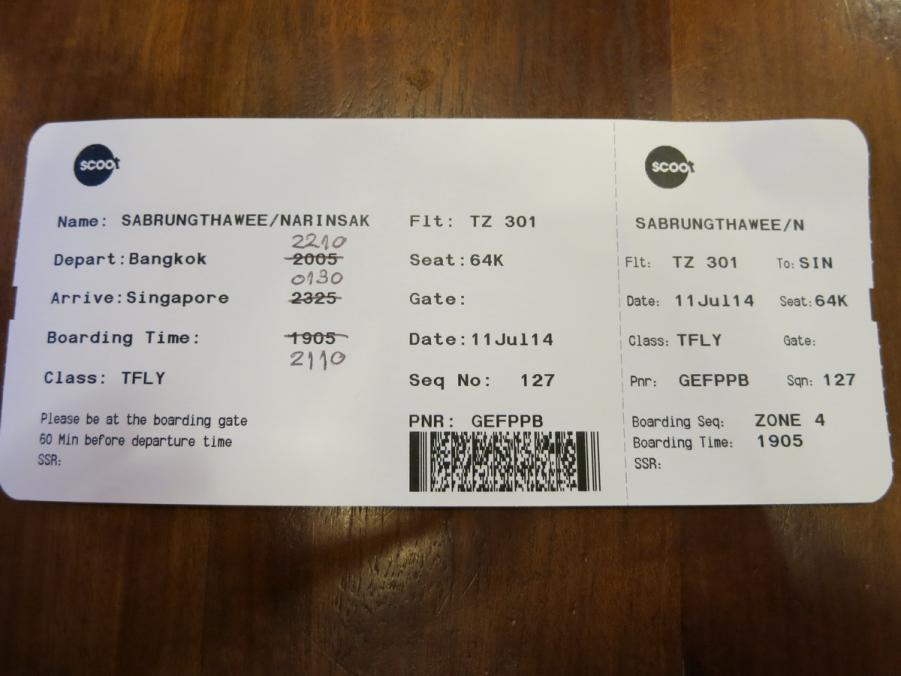 scoot
Name: SABRUNGTHAWEE/NARINSAK
2210
Depart:Bangkok 2005
0130
Arrive:Singapore 2325
Boarding Time: 1905
2110
Class: TFLY
Please be at the boarding gate
60 Min before departure time
SSR:
Flt: TZ 301
Seat:64K
Gate:
Date:11Jul14
Seq No: 127
PNR: GEFPPB
scoot
SABRUNGTHAWEE/N
Flt: TZ 301 To:SIN
Date: 11Jul14 Seat:64K
Class: TFLY Gate:
Pnr: GEFPPB Sqn: 127
Boarding Seq: ZONE 4
Boarding Time: 1905
SSR: